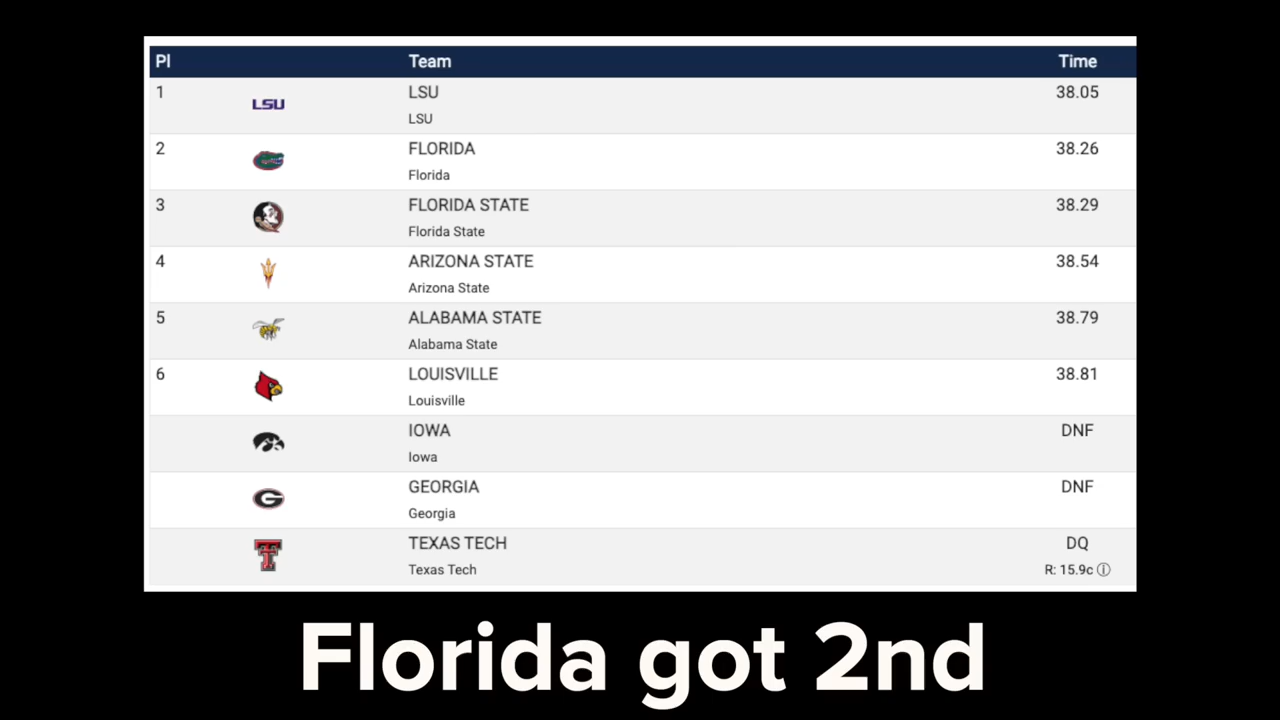 Pl Team Time
1 LSU LSU 38.05
LSU
2 FLORIDA 38.26
Florida
3 FLORIDA STATE 38.29
Florida State
4 ARIZONA STATE 38.54
Arizona State
5 ALABAMA STATE 38.79
Alabama State
6 LOUISVILLE 38.81
Louisville
IOWA DNF
Iowa
GEORGIA DNF
Georgia
TEXAS TECH DQ
Texas Tech R: 15.9c ⓘ
Florida got 2nd